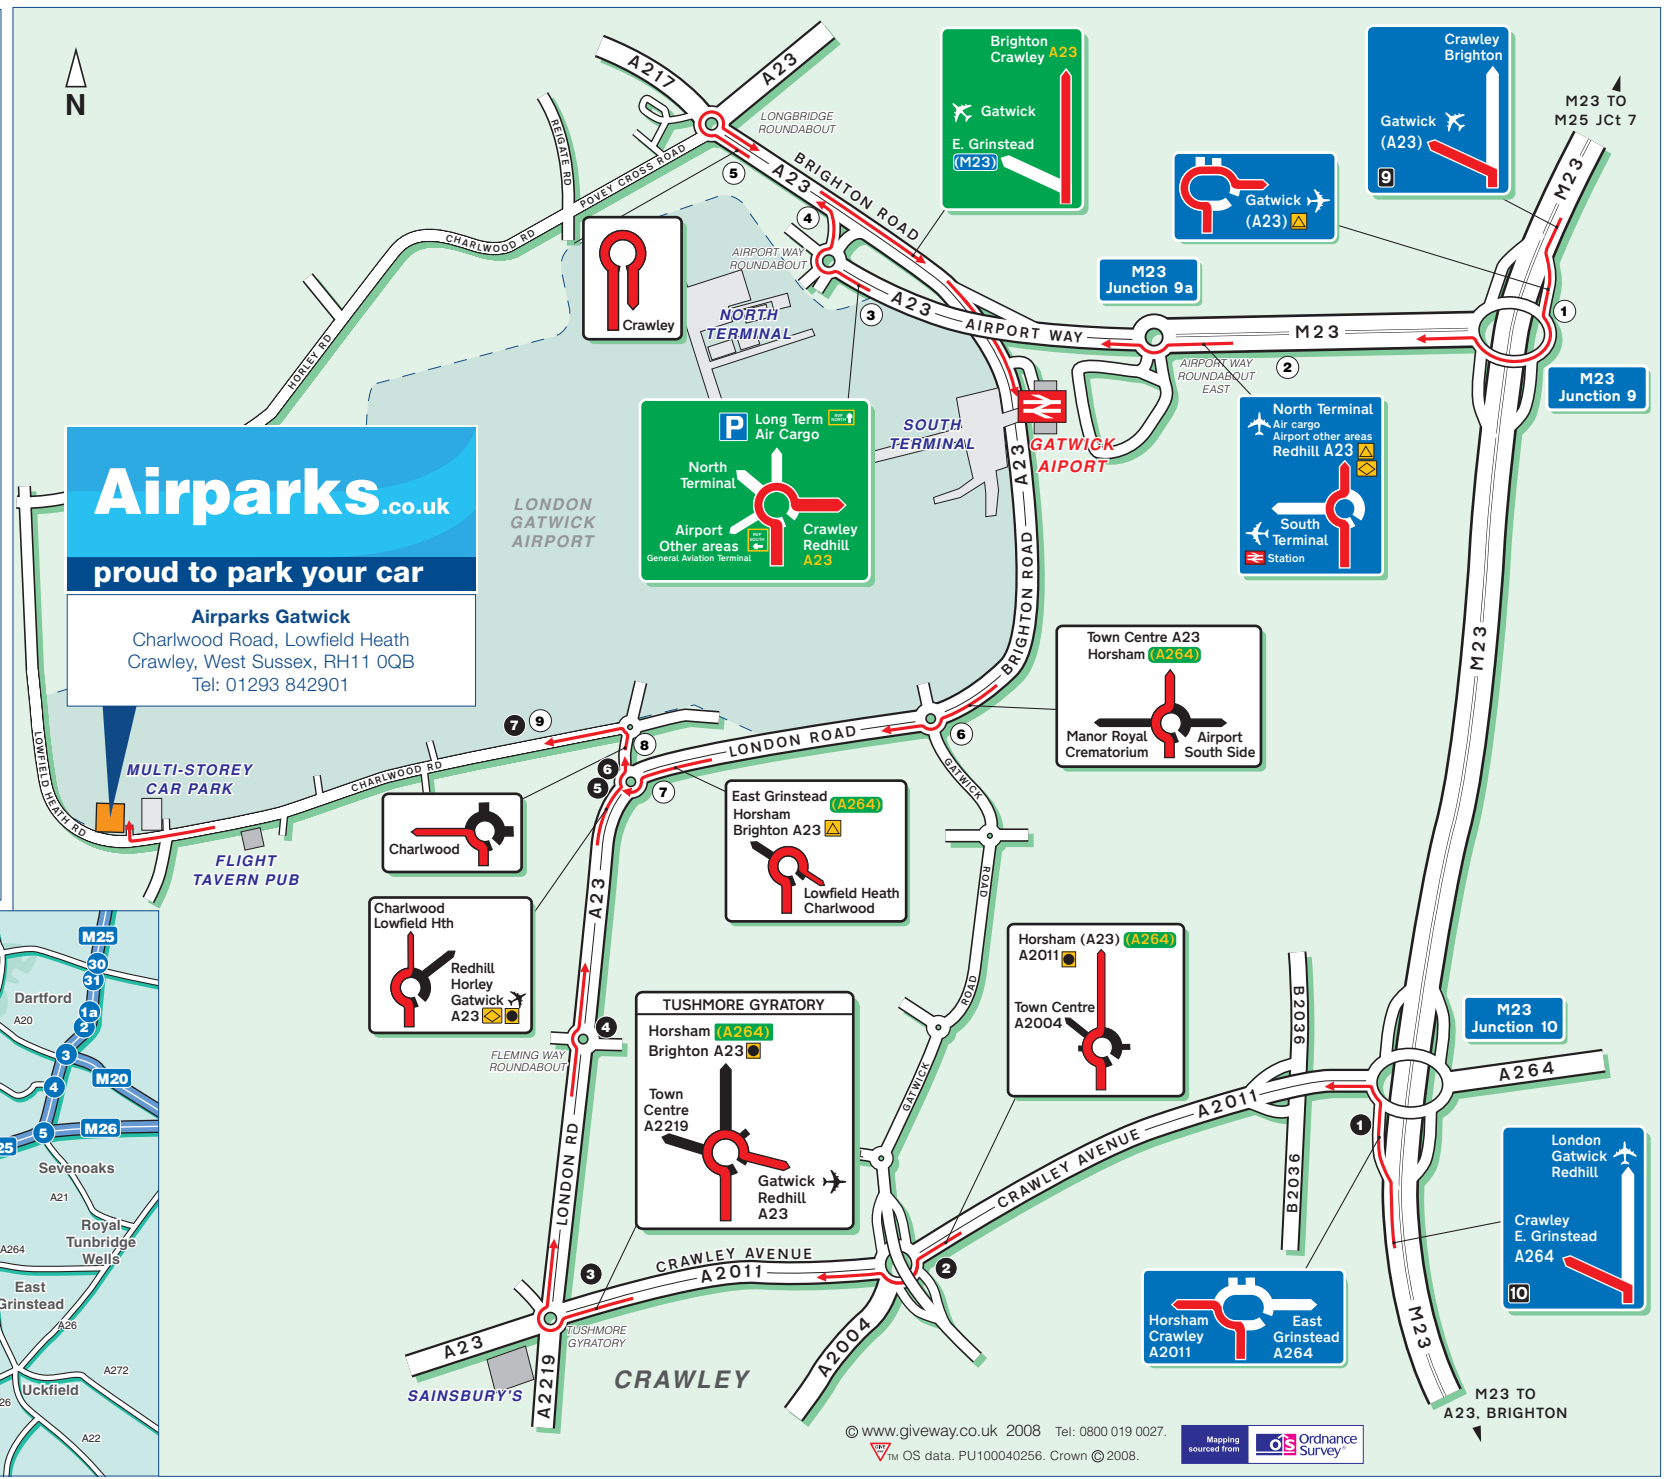 N
A217
A23
LONGBRIDGE
ROUNDABOUT
REIGATE RD
POVEY CROSS ROAD
CHARLWOOD RD
HORLEY RD
5
A23
BRIGHTON ROAD
4
AIRPORT WAY
ROUNDABOUT
3
A23
AIRPORT WAY
Brighton
Crawley A23
Gatwick
E. Grinstead
(M23)
Crawley
Brighton
Gatwick
(A23)
9
M23 TO
M25 JCt 7
M23
Gatwick
(A23)
M23
Junction 9a
M23
1
2
AIRPORT WAY
ROUNDABOUT
EAST
M23
Junction 9
Crawley
NORTH
TERMINAL
SOUTH
TERMINAL
GATWICK
AIPORT
A23
P
Long Term
Air Cargo
North
Terminal
Airport
Other areas
General Aviation Terminal
Crawley
Redhill
A23
North Terminal
Air cargo
Airport other areas
Redhill A23
South
Terminal
Station
Airparks.co.uk
proud to park your car
Airparks Gatwick
Charlwood Road, Lowfield Heath
Crawley, West Sussex, RH11 0QB
Tel: 01293 842901
LONDON
GATWICK
AIRPORT
BRIGHTON ROAD
M23
Town Centre A23
Horsham (A264)
Manor Royal
Crematorium
Airport
South Side
LOWFIELD HEATH RD
MULTI-STOREY
CAR PARK
FLIGHT
TAVERN PUB
CHARLWOOD RD
7
9
8
6
5
7
LONDON ROAD
6
GATWICK
ROAD
ROAD
GATWICK
Charlwood
East Grinstead
Horsham
(A264)
Brighton A23
Lowfield Heath
Charlwood
Charlwood
Lowfield Hth
Redhill
Horley
Gatwick
A23
A23
4
FLEMING WAY
ROUNDABOUT
LONDON RD
TUSHMORE GYRATORY
Horsham (A264)
Brighton A23
Town
Centre
A2219
Gatwick
Redhill
A23
Horsham (A23) (A264)
A2011
Town Centre
A2004
B2036
B2036
M23
Junction 10
A264
A2011
CRAWLEY AVENUE
1
2
London
Gatwick
Redhill
Crawley
E. Grinstead
A264
10
Horsham
Crawley
A2011
East
Grinstead
A264
M23
M23 TO
A23, BRIGHTON
CRAWLEY AVENUE
A2011
3
TUSHMORE
GYRATORY
A23
A2219
SAINSBURY'S
CRAWLEY
A2004
M25
30
31
Dartford
A20
1a
2
3
4
M20
5
M26
25
Sevenoaks
A21
Royal
Tunbridge
Wells
A264
East
Grinstead
A26
A272
Uckfield
26
A22
© www.giveway.co.uk 2008 Tel: 0800 019 0027.
GIVE
TM OS data. PU100040256. Crown © 2008.
Mapping
sourced from
OS Ordnance
Survey®